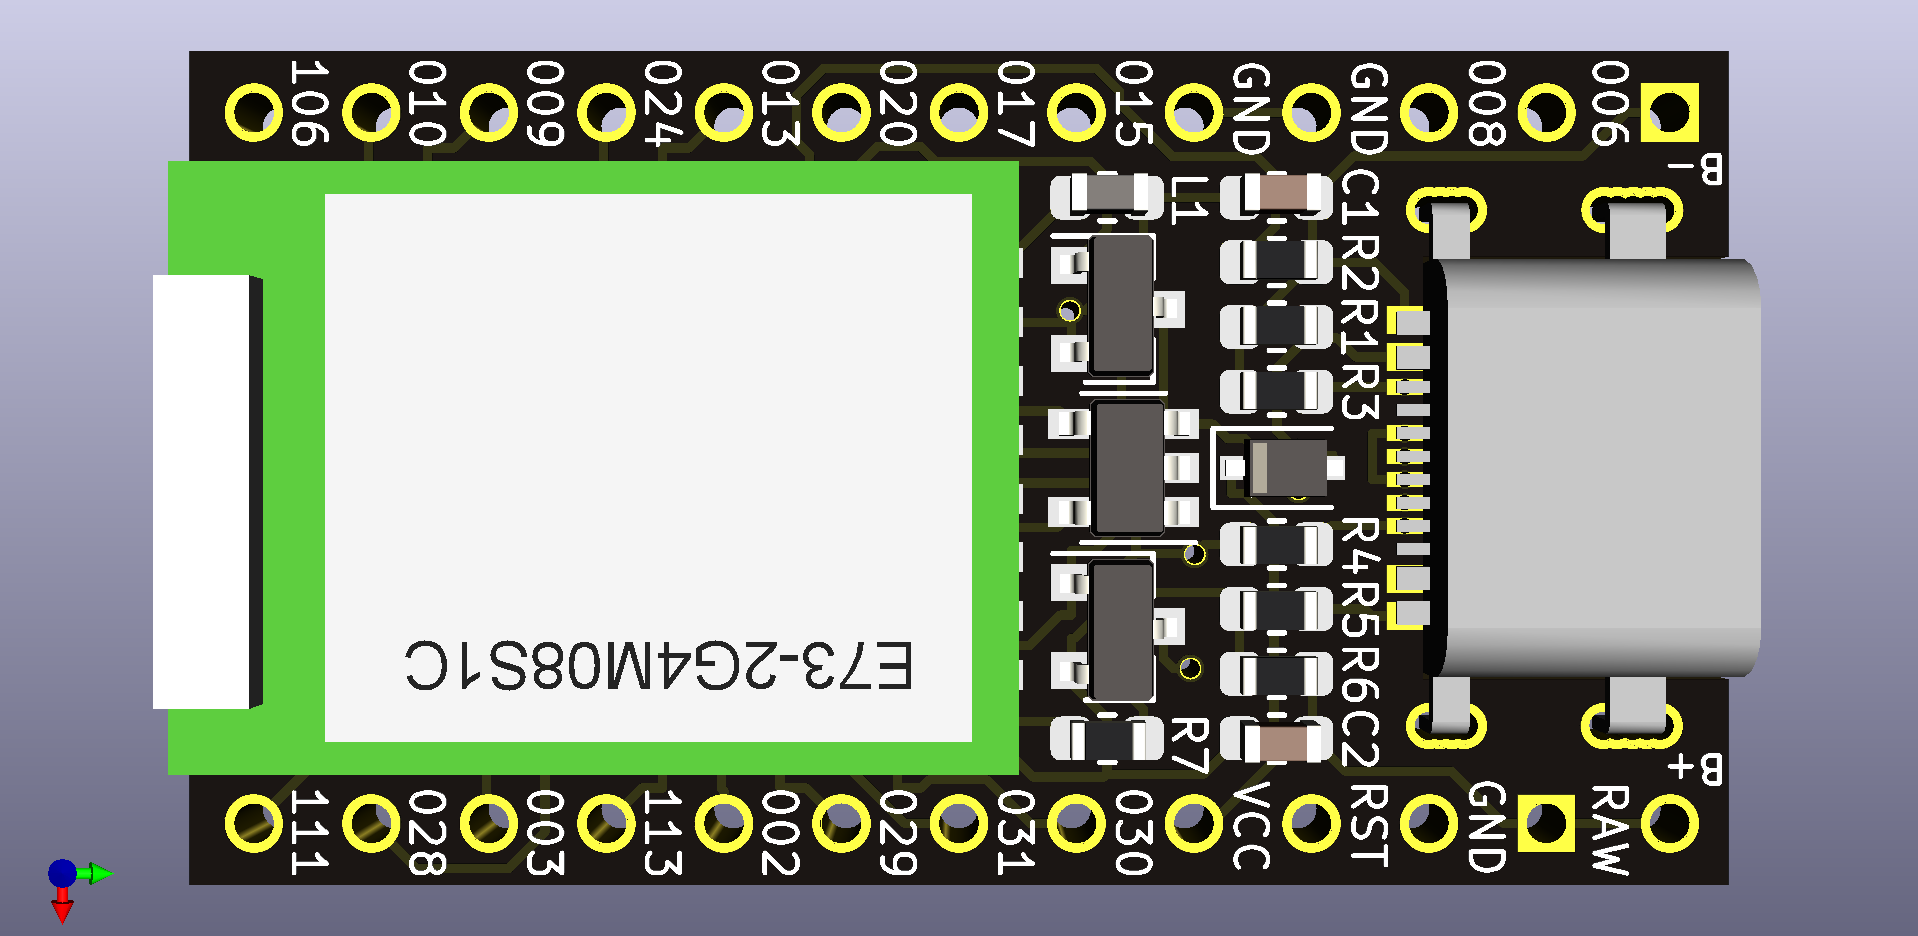 106
010
009
024
013
020
017
015
GND
GND
008
006
B-
L1
C1
R2
R1
R3
R4
R5
R6
C2
R7
E73-2G4M08S1C
B+
111
028
003
113
002
029
031
030
VCC
RST
GND
RAW